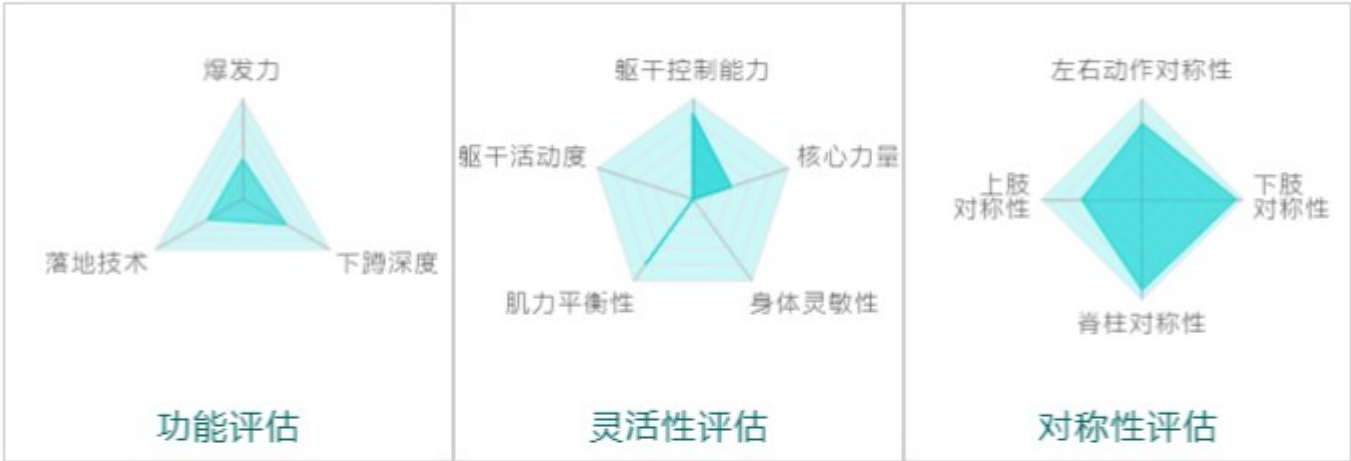 爆发力
落地技术
下蹲深度
功能评估
躯干控制能力
躯干活动度
核心力量
肌力平衡性
身体灵敏性
灵活性评估
左右动作对称性
上肢
对称性
下肢
对称性
脊柱对称性
对称性评估